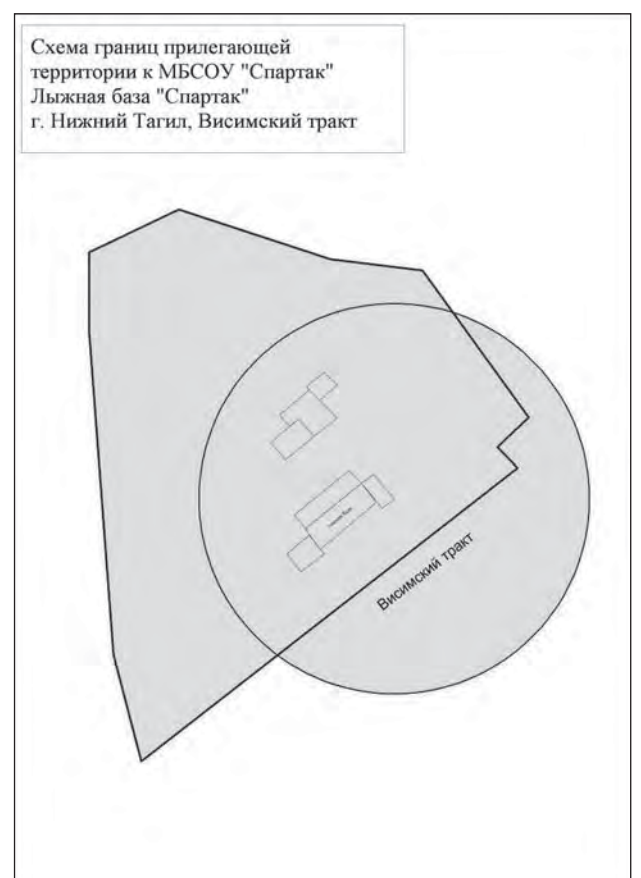 Схема границ прилегающей
территории к МБСОУ "Спартак"
Лыжная база "Спартак"
г. Нижний Тагил, Висимский тракт
Висимский тракт